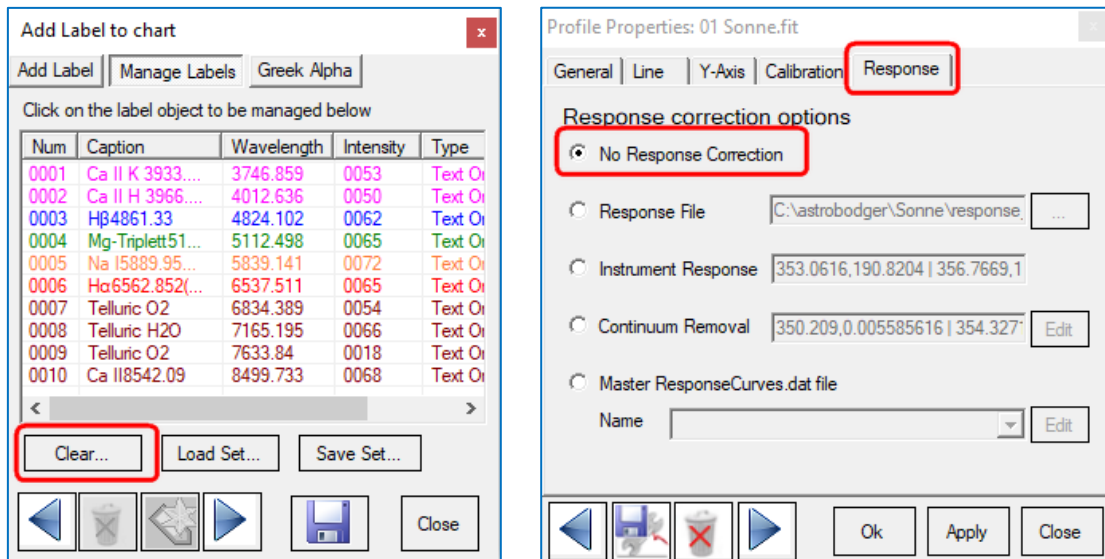 Add Label to chart
x
Add Label Manage Labels Greek Alpha
Click on the label object to be managed below
Num Caption Wavelength Intensity Type
0001 Ca II K 3933.... 3746.859 0053 Text Or
0002 Ca II H 3966.... 4012.636 0050 Text Or
0003 Hβ4861.33 4824.102 0062 Text Or
0004 Mg-Triplett51... 5112.498 0065 Text Or
0005 Na I5889.95... 5839.141 0072 Text Or
0006 Hα6562.852(... 6537.511 0065 Text Or
0007 Telluric O2 6834.389 0054 Text Or
0008 Telluric H2O 7165.195 0066 Text Or
0009 Telluric O2 7633.84 0018 Text Or
0010 Ca II8542.09 8499.733 0068 Text Or
< >
Clear... Load Set... Save Set...
Close
Profile Properties: 01 Sonne.fit
x
General Line Y-Axis Calibration Response
Response correction options
No Response Correction
Response File C:\astrobodger\Sonne\response_ ...
Instrument Response 353.0616,190.8204 | 356.7669,1
Continuum Removal 350.209,0.005585616 | 354.3271 Edit
Master ResponseCurves.dat file
Name Edit
Ok Apply Close